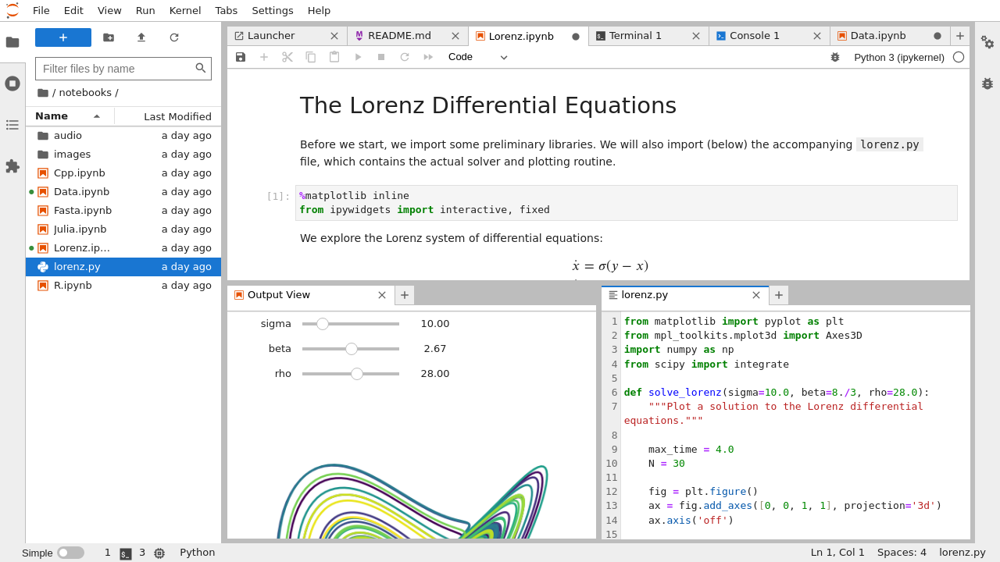 File Edit View Run Kernel Tabs Settings Help
Filter files by name
/ notebooks /
Name Last Modified
audio a day ago
images a day ago
Cpp.ipynb a day ago
Data.ipynb a day ago
Fasta.ipynb a day ago
Julia.ipynb a day ago
Lorenz.ip... a day ago
lorenz.py a day ago
R.ipynb a day ago
Launcher M README.md Lorenz.ipynb Terminal 1 Console 1 Data.ipynb
Code Python 3 (ipykernel)
The Lorenz Differential Equations
Before we start, we import some preliminary libraries. We will also import (below) the accompanying lorenz.py
file, which contains the actual solver and plotting routine.
[1]: %matplotlib inline
from ipywidgets import interactive, fixed
We explore the Lorenz system of differential equations:
ẋ = σ(y − x)
Output View
sigma 10.00
beta 2.67
rho 28.00
lorenz.py
1 from matplotlib import pyplot as plt
2 from mpl_toolkits.mplot3d import Axes3D
3 import numpy as np
4 from scipy import integrate
5
6 def solve_lorenz(sigma=10.0, beta=8./3, rho=28.0):
7 """Plot a solution to the Lorenz differential
equations."""
8
9 max_time = 4.0
10 N = 30
11
12 fig = plt.figure()
13 ax = fig.add_axes([0, 0, 1, 1], projection='3d')
14 ax.axis('off')
15
Simple 1 3 Python Ln 1, Col 1 Spaces: 4 lorenz.py